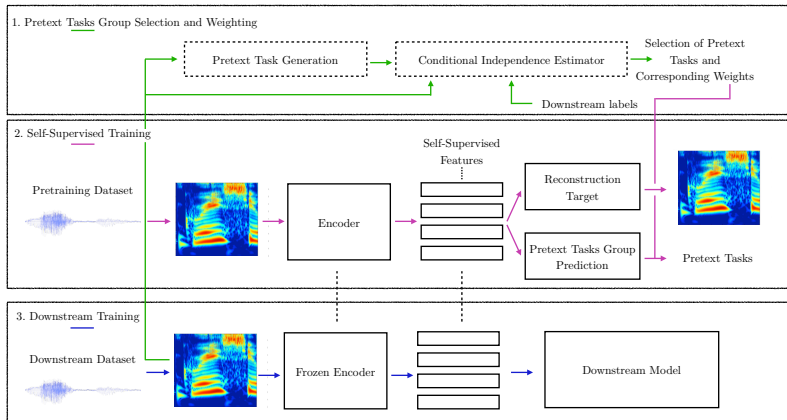 1. Pretext Tasks Group Selection and Weighting
Pretext Task Generation
Conditional Independence Estimator
Selection of Pretext
Tasks and
Corresponding Weights
Downstream labels
2. Self-Supervised Training
Self-Supervised
Features
Pretraining Dataset
Encoder
Reconstruction
Target
Pretext Tasks Group
Prediction
Pretext Tasks
3. Downstream Training
Downstream Dataset
Frozen Encoder
Downstream Model